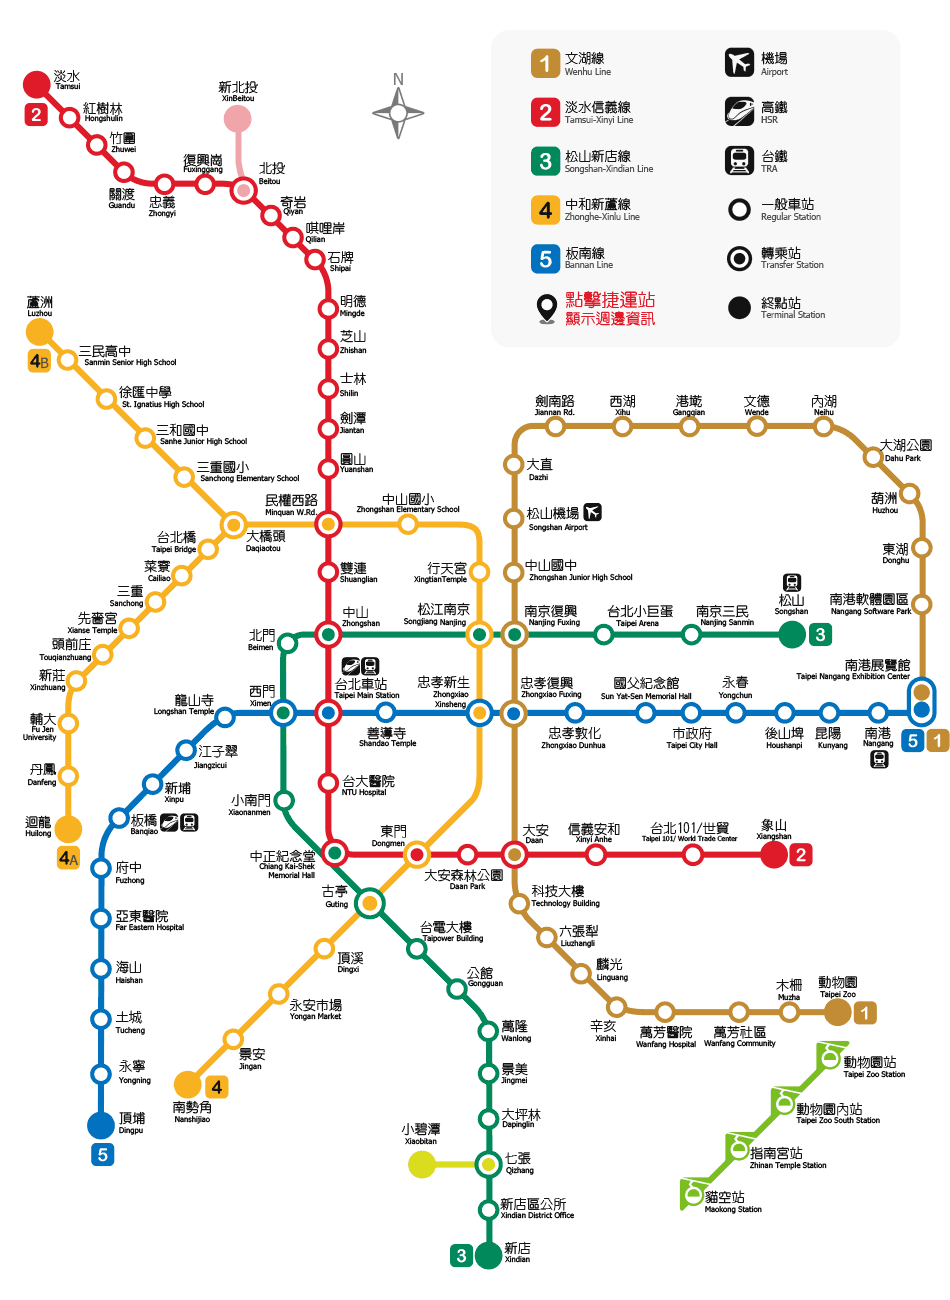 N
1
文湖線
Wenhu Line
2
淡水信義線
Tamsui-Xinyi Line
3
松山新店線
Songshan-Xindian Line
4
中和新蘆線
Zhonghe-Xinlu Line
5
板南線
Bannan Line
點擊捷運站
顯示週邊資訊
機場
Airport
高鐵
HSR
台鐵
TRA
一般車站
Regular Station
轉乘站
Transfer Station
終點站
Terminal Station
淡水
Tamsui
2
紅樹林
Hongshulin
竹圍
Zhuwei
關渡
Guandu
忠義
Zhongyi
復興崗
Fuxinggang
新北投
XinBeitou
北投
Beitou
奇岩
Qiyan
唭哩岸
Qilian
石牌
Shipai
明德
Mingde
芝山
Zhishan
士林
Shilin
劍潭
Jiantan
圓山
Yuanshan
民權西路
Minquan W.Rd.
雙連
Shuanglian
中山
Zhongshan
台北車站
Taipei Main Station
台大醫院
NTU Hospital
中正紀念堂
Chiang Kai-Shek
Memorial Hall
東門
Dongmen
大安森林公園
Daan Park
大安
Daan
信義安和
Xinyi Anhe
台北101/世貿
Taipei 101/ World Trade Center
象山
Xiangshan
2
蘆洲
Luzhou
4B
三民高中
Sanmin Senior High School
徐匯中學
St. Ignatius High School
三和國中
Sanhe Junior High School
三重國小
Sanchong Elementary School
大橋頭
Daqiaotou
台北橋
Taipei Bridge
菜寮
Cailiao
三重
Sanchong
先嗇宮
Xianse Temple
頭前庄
Touqianzhuang
新莊
Xinzhuang
輔大
Fu Jen
University
丹鳳
Danfeng
迴龍
Huilong
4A
中山國小
Zhongshan Elementary School
行天宮
XingtianTemple
松江南京
Songjiang Nanjing
忠孝新生
Zhongxiao
Xinsheng
古亭
Guting
頂溪
Dingxi
永安市場
Yongan Market
景安
Jingan
南勢角
Nanshijiao
4
劍南路
Jiannan Rd.
西湖
Xihu
港墘
Gangqian
文德
Wende
內湖
Neihu
大湖公園
Dahu Park
葫洲
Huzhou
東湖
Donghu
南港軟體園區
Nangang Software Park
南港展覽館
Taipei Nangang Exhibition Center
5
1
大直
Dazhi
松山機場
Songshan Airport
中山國中
Zhongshan Junior High School
南京復興
Nanjing Fuxing
忠孝復興
Zhongxiao Fuxing
科技大樓
Technology Building
六張犁
Liuzhangli
麟光
Linguang
辛亥
Xinhai
萬芳醫院
Wanfang Hospital
萬芳社區
Wanfang Community
木柵
Muzha
動物園
Taipei Zoo
1
台北小巨蛋
Taipei Arena
南京三民
Nanjing Sanmin
松山
Songshan
3
北門
Beimen
西門
Ximen
小南門
Xiaonanmen
台電大樓
Taipower Building
公館
Gongguan
萬隆
Wanlong
景美
Jingmei
大坪林
Dapinglin
七張
Qizhang
小碧潭
Xiaobitan
新店區公所
Xindian District Office
新店
Xindian
3
國父紀念館
Sun Yat-Sen Memorial Hall
永春
Yongchun
忠孝敦化
Zhongxiao Dunhua
市政府
Taipei City Hall
後山埤
Houshanpi
昆陽
Kunyang
南港
Nangang
善導寺
Shandao Temple
龍山寺
Longshan Temple
江子翠
Jiangzicui
新埔
Xinpu
板橋
Banqiao
府中
Fuzhong
亞東醫院
Far Eastern Hospital
海山
Haishan
土城
Tucheng
永寧
Yongning
頂埔
Dingpu
5
動物園站
Taipei Zoo Station
動物園內站
Taipei Zoo South Station
指南宮站
Zhinan Temple Station
貓空站
Maokong Station